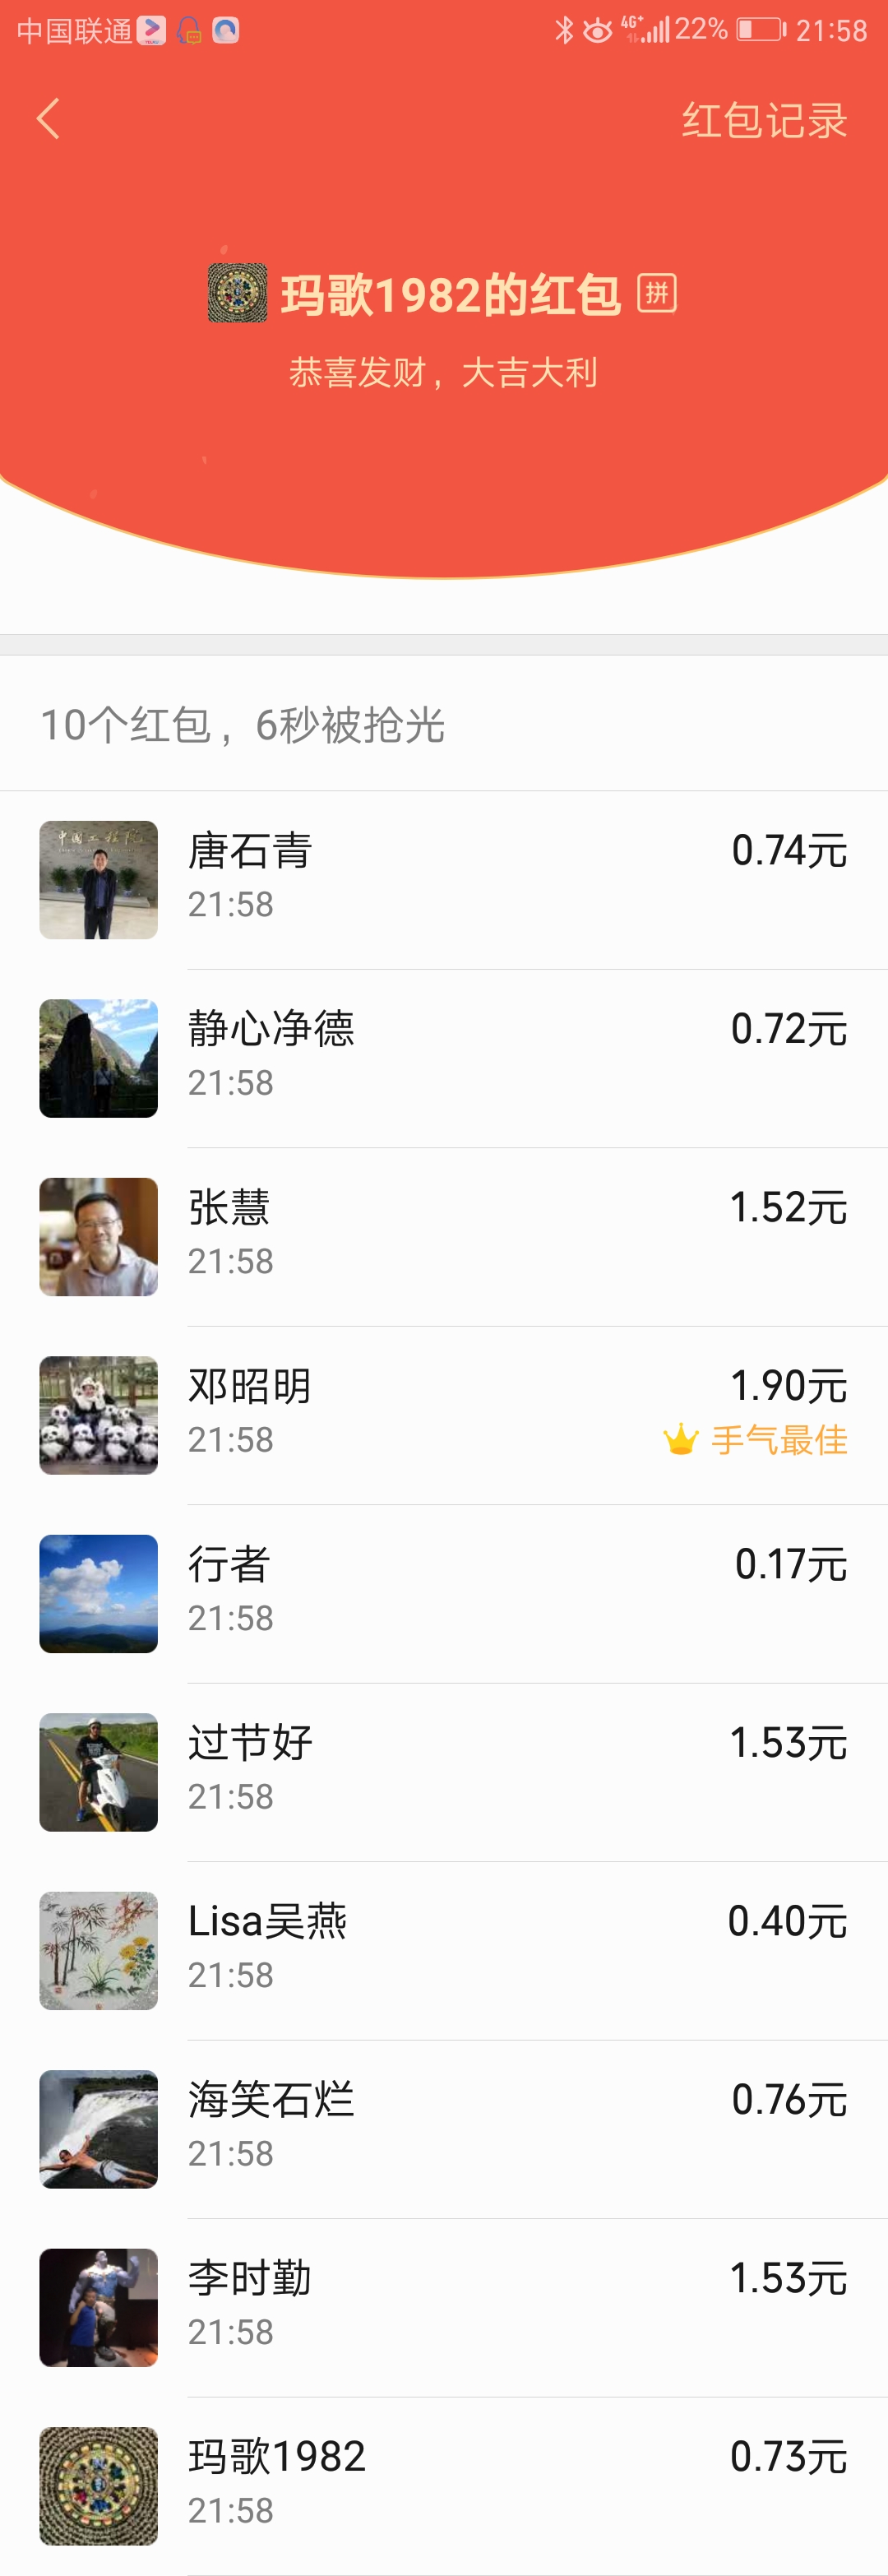 中国联通 4G+ 22% 21:58
红包记录
玛歌1982的红包 拼
恭喜发财，大吉大利
10个红包，6秒被抢光
唐石青 0.74元
21:58
静心净德 0.72元
21:58
张慧 1.52元
21:58
邓昭明 1.90元
21:58 手气最佳
行者 0.17元
21:58
过节好 1.53元
21:58
Lisa吴燕 0.40元
21:58
海笑石烂 0.76元
21:58
李时勤 1.53元
21:58
玛歌1982 0.73元
21:58
中国工程院